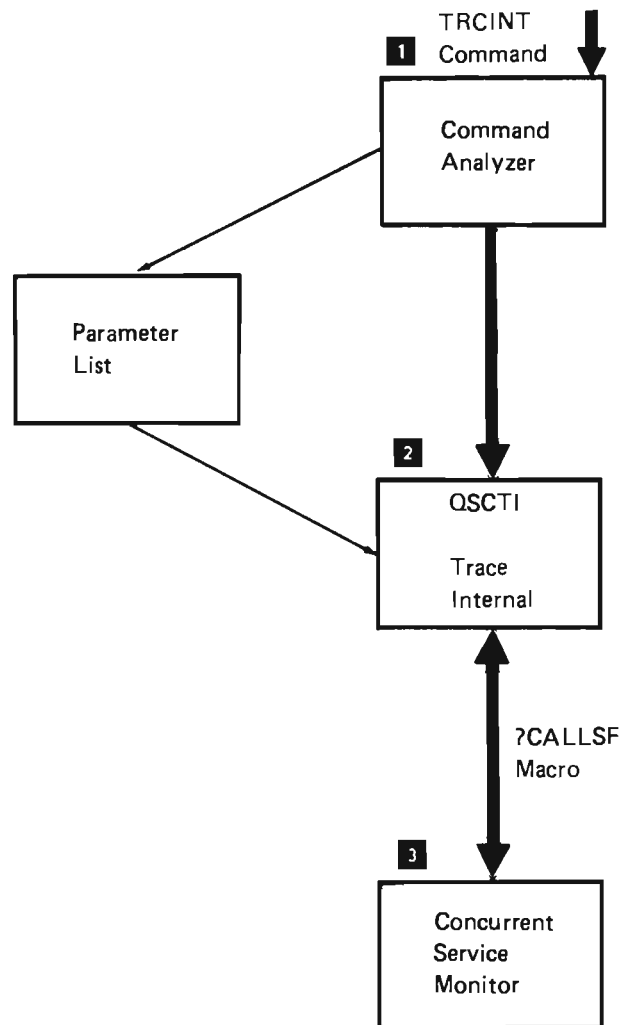 TRCINT
1 Command
Command
Analyzer
Parameter
List
2
QSCTI
Trace
Internal
?CALLSF
Macro
3
Concurrent
Service
Monitor